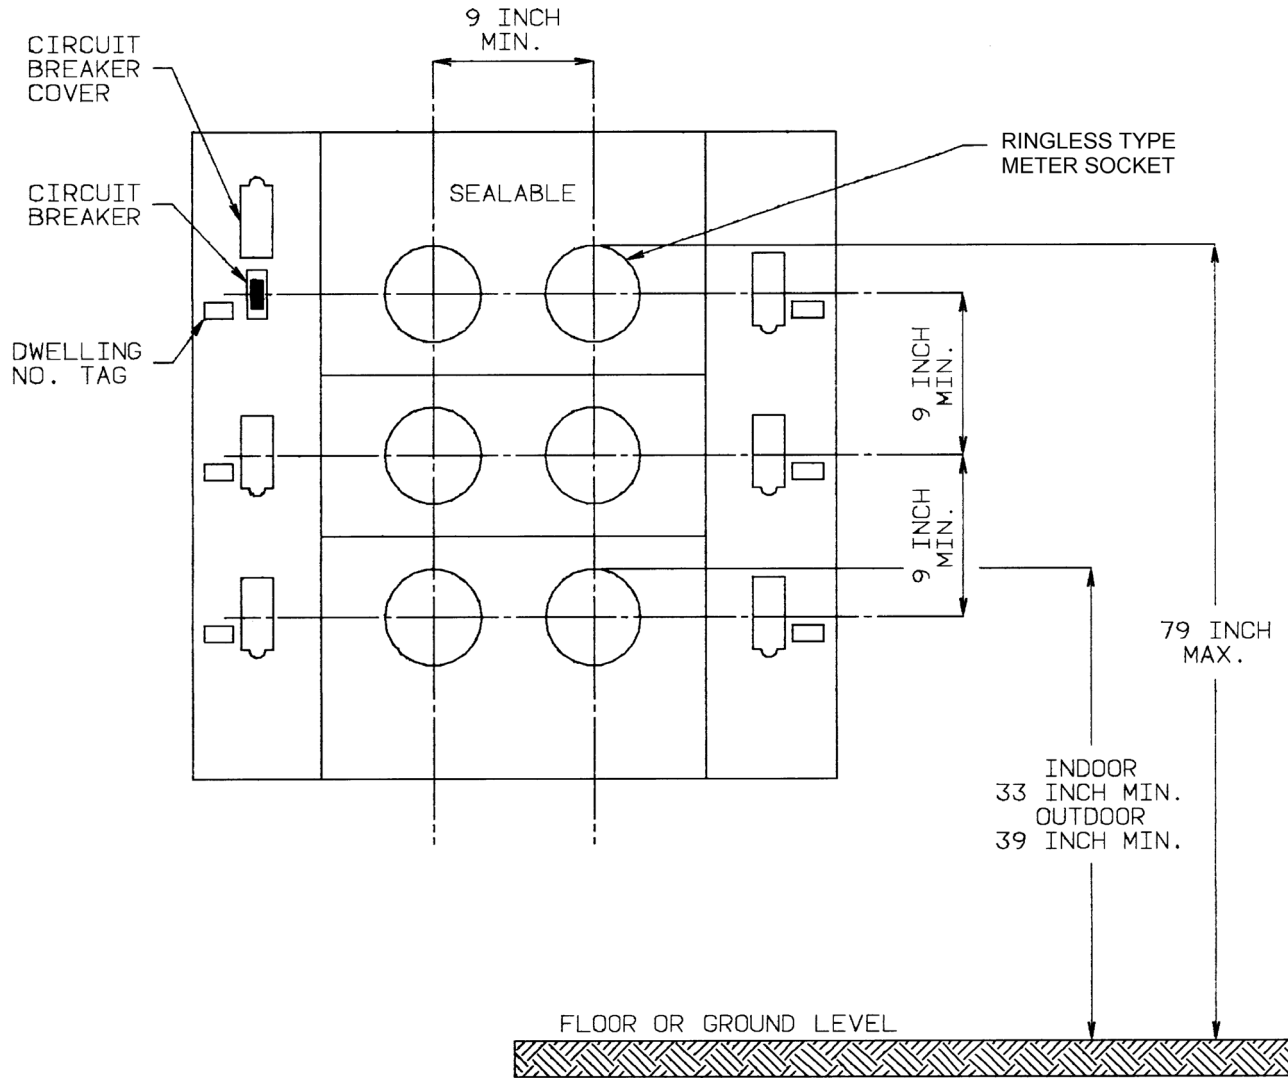 9 INCH
MIN.
CIRCUIT
BREAKER
COVER
RINGLESS TYPE
METER SOCKET
CIRCUIT
BREAKER
SEALABLE
DWELLING
NO. TAG
9 INCH
MIN.
9 INCH
MIN.
79 INCH
MAX.
INDOOR
33 INCH MIN.
OUTDOOR
39 INCH MIN.
FLOOR OR GROUND LEVEL